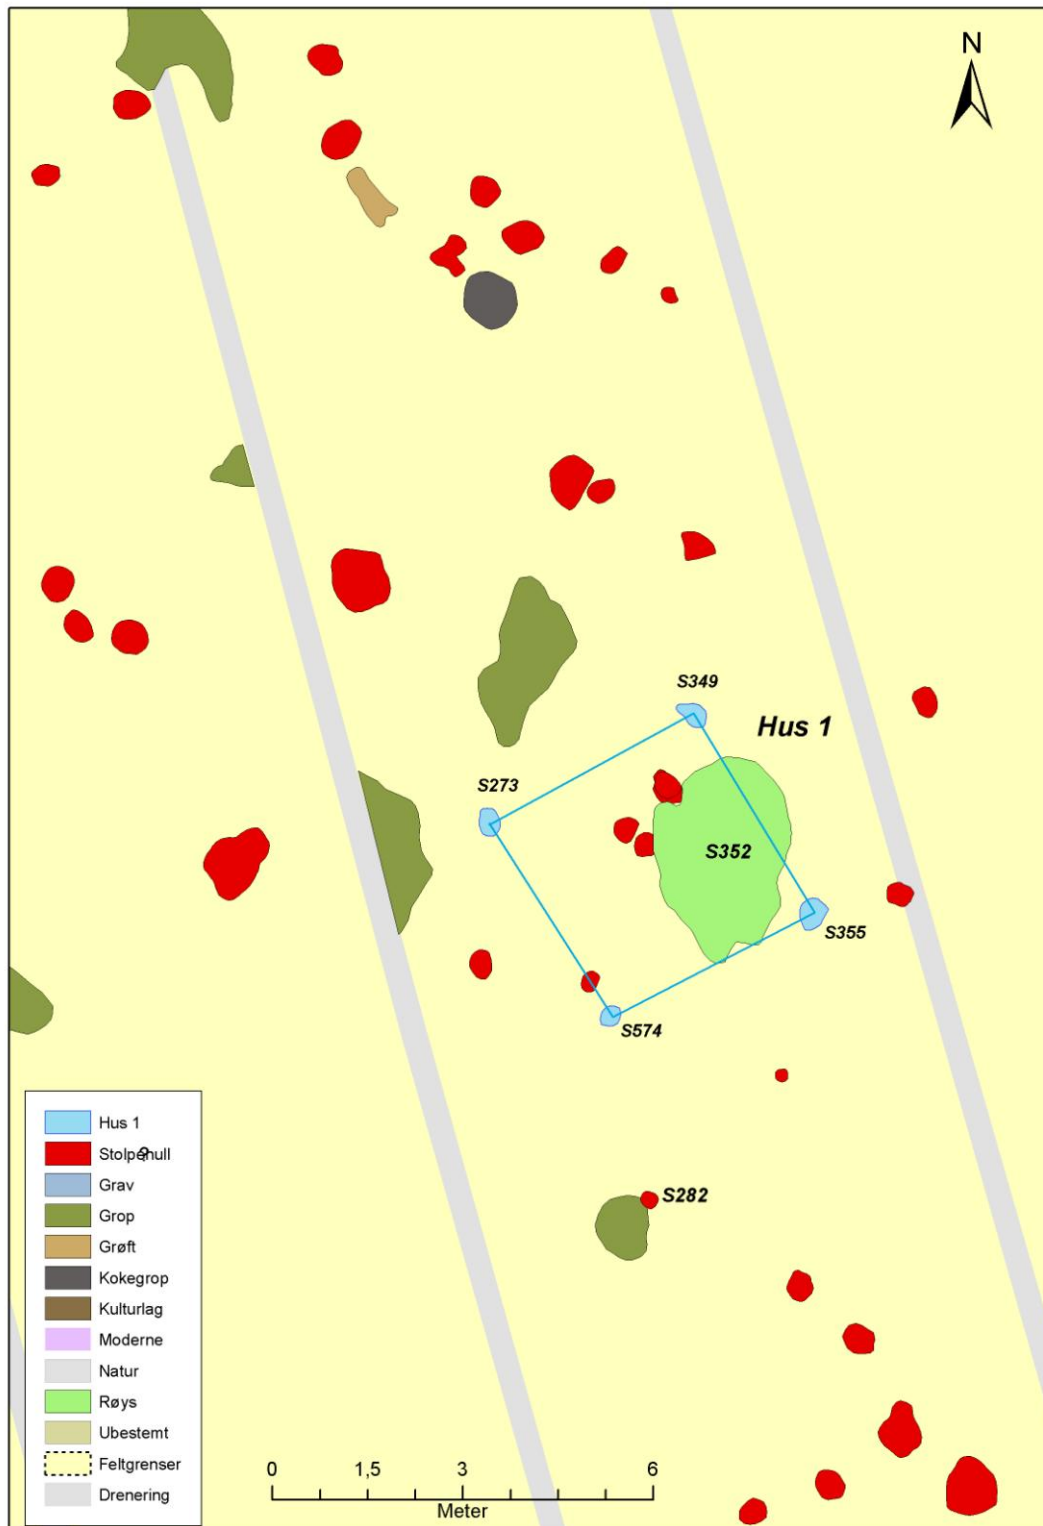 N
S349
Hus 1
S273
S352
S355
S574
S282
Hus 1
Stolpehull
?
Grav
Grop
Grøft
Kokegrop
Kulturlag
Moderne
Natur
Røys
Ubestemt
Feltgrenser
Drenering
0 1,5 3 6
Meter